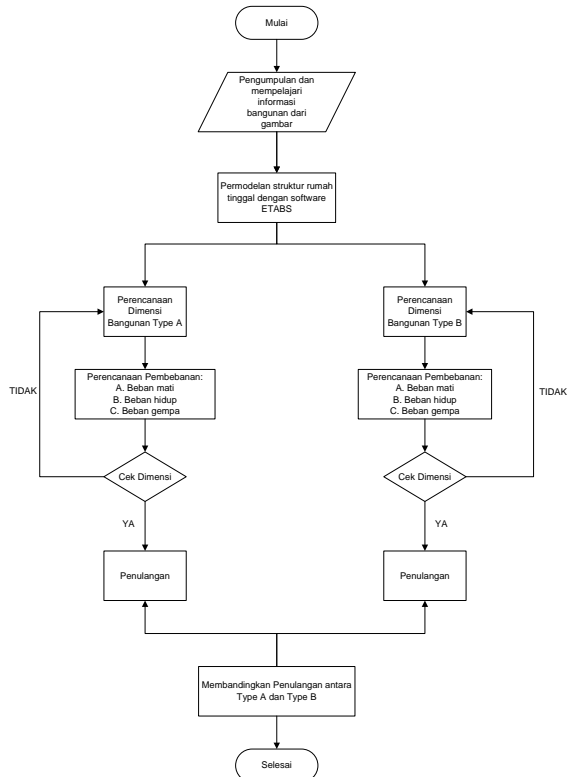 Mulai
Pengumpulan dan
mempelajari
informasi
bangunan dari
gambar
Permodelan struktur rumah
tinggal dengan software
ETABS
Perencanaan
Dimensi
Bangunan Type A
Perencanaan Pembebanan:
A. Beban mati
B. Beban hidup
C. Beban gempa
TIDAK
Cek Dimensi
YA
Penulangan
Perencanaan
Dimensi
Bangunan Type B
Perencanaan Pembebanan:
A. Beban mati
B. Beban hidup
C. Beban gempa
TIDAK
Cek Dimensi
YA
Penulangan
Membandingkan Penulangan antara
Type A dan Type B
Selesai